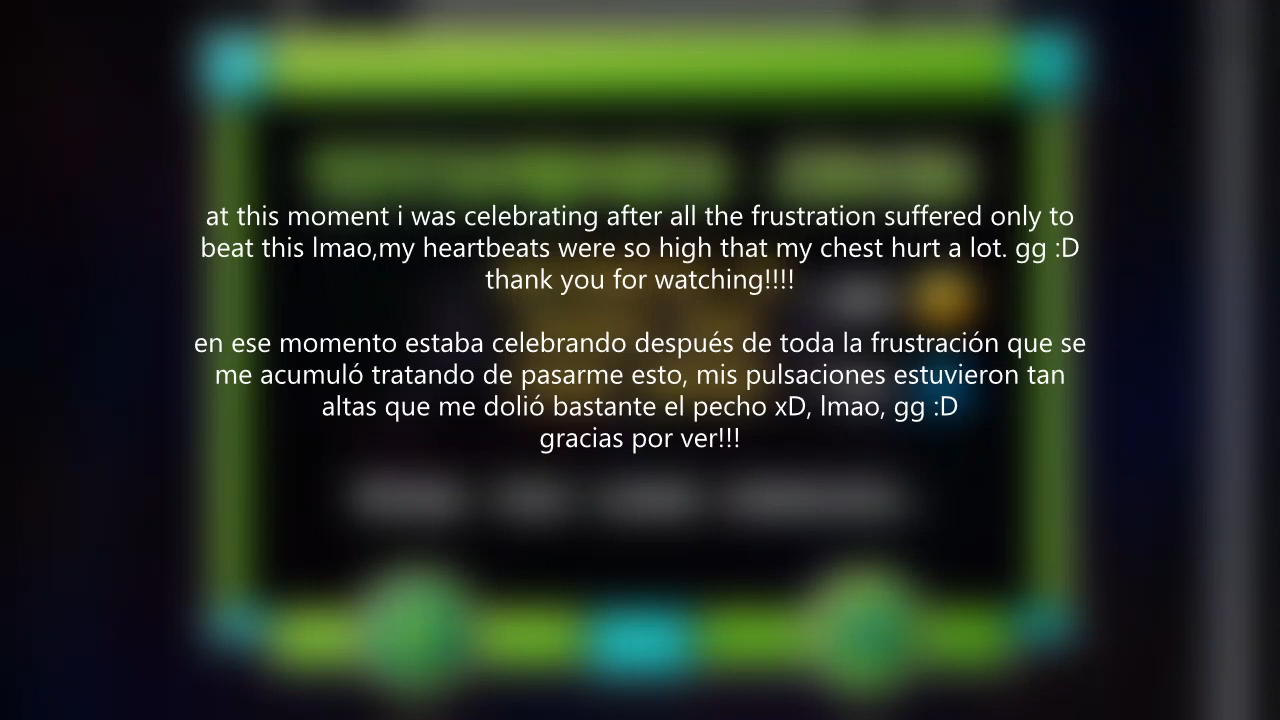 at this moment i was celebrating after all the frustration suffered only to
beat this lmao,my heartbeats were so high that my chest hurt a lot. gg :D
thank you for watching!!!!
en ese momento estaba celebrando después de toda la frustración que se
me acumuló tratando de pasarme esto, mis pulsaciones estuvieron tan
altas que me dolió bastante el pecho xD, lmao, gg :D
gracias por ver!!!